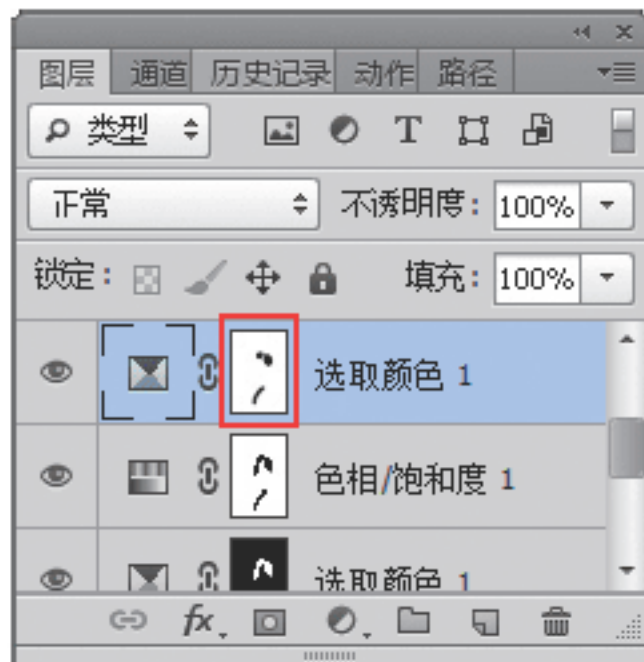 图层 通道 历史记录 动作 路径
类型 T
正常 不透明度: 100%
锁定: 填充: 100%
选取颜色 1
色相/饱和度 1
选取颜色 1
fx